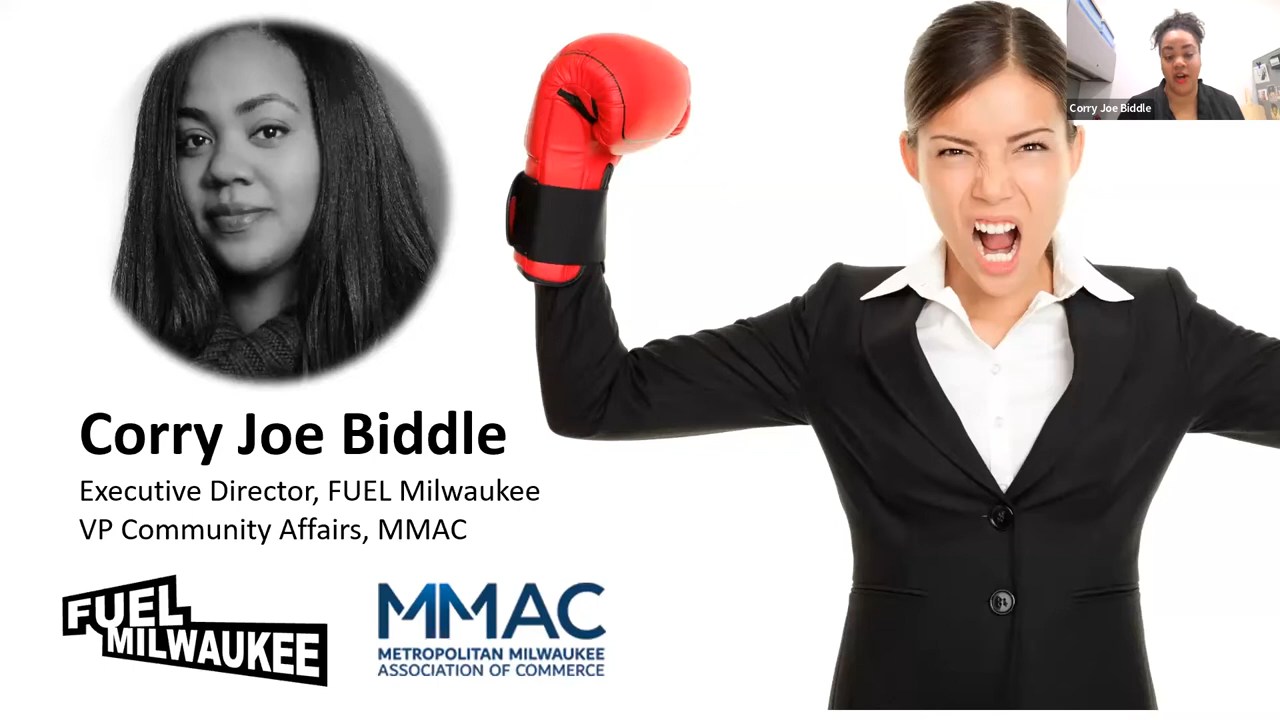 Corry Joe Biddle
Corry Joe Biddle
Executive Director, FUEL Milwaukee
VP Community Affairs, MMAC
FUEL
MILWAUKEE
MMAC
METROPOLITAN MILWAUKEE
ASSOCIATION OF COMMERCE